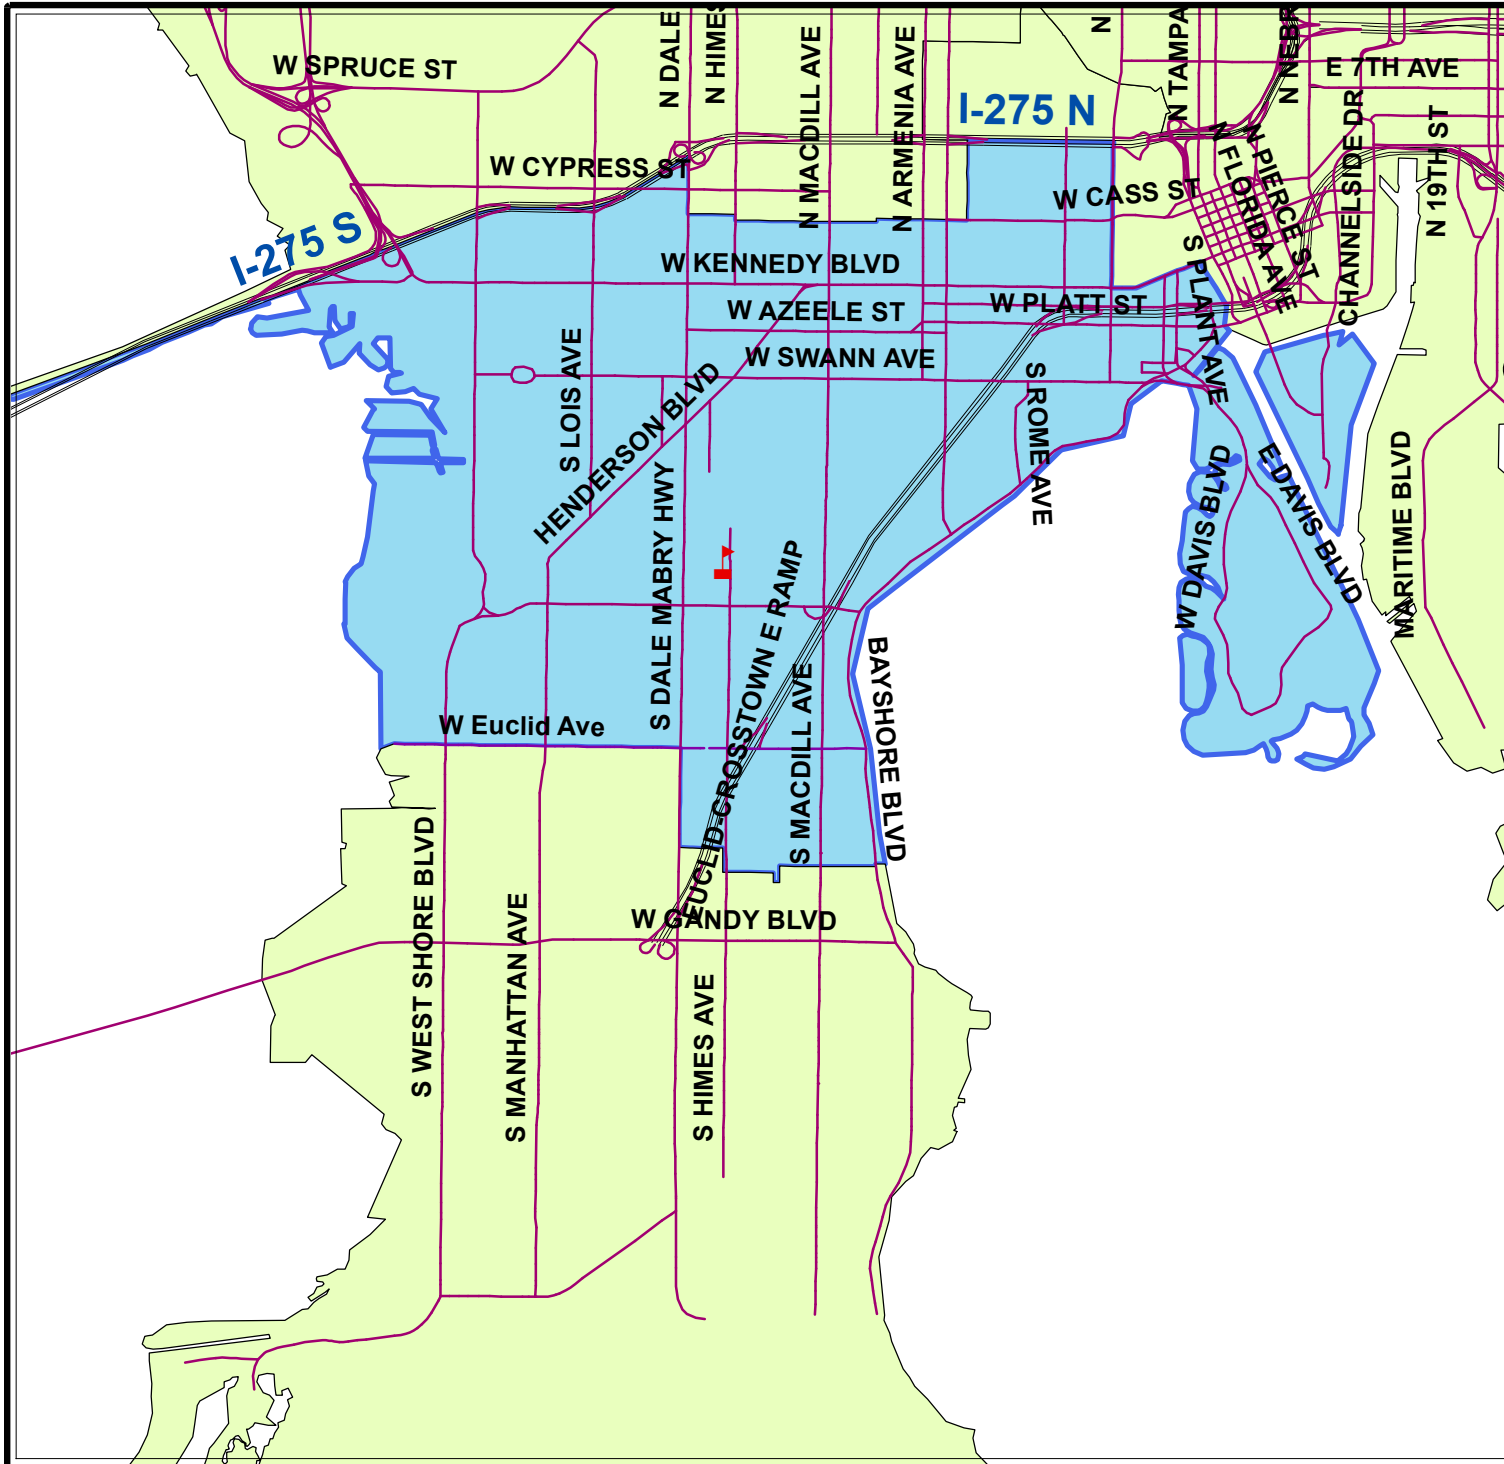 N DALE
N HIMES
N MACDILL AVE
N ARMENIA AVE
N
N TAMPA
N NEBR
W SPRUCE ST
E 7TH AVE
I-275 N
W CYPRESS ST
W CASS ST
N FLORIDA AVE
N PIERCE ST
CHANNELSIDE DR
N 19TH ST
I-275 S
W KENNEDY BLVD
W AZEELE ST
W PLATT ST
S PLANT AVE
W SWANN AVE
S LOIS AVE
HENDERSON BLVD
S ROME AVE
S DALE MABRY HWY
W DAVIS BLVD
E DAVIS BLVD
MARITIME BLVD
EUCLID-CROSSTOWN E RAMP
S MACDILL AVE
BAYSHORE BLVD
W Euclid Ave
S WEST SHORE BLVD
S MANHATTAN AVE
W GANDY BLVD
S HIMES AVE